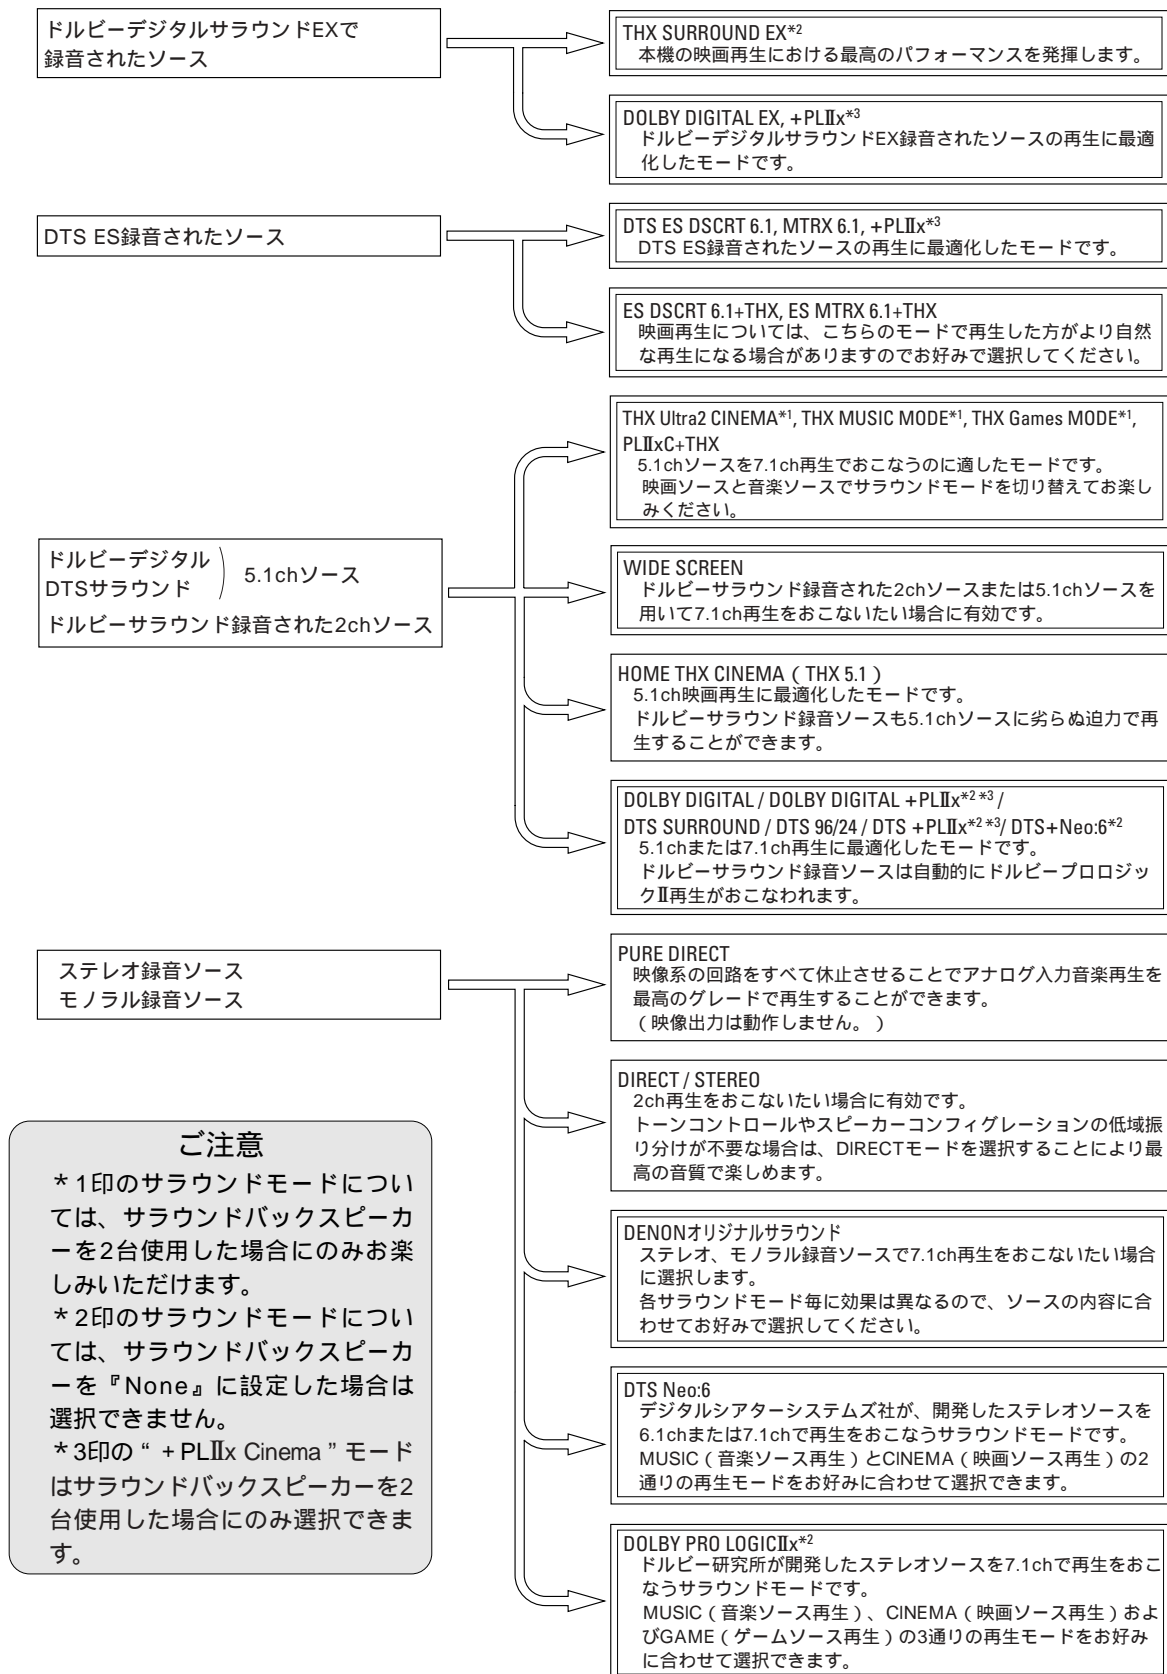 ドルビーデジタルサラウンドEXで
録音されたソース
THX SURROUND EX*2
本機の映画再生における最高のパフォーマンスを発揮します。
DOLBY DIGITAL EX, +PLⅡx*3
ドルビーデジタルサラウンドEX録音されたソースの再生に最適
化したモードです。
DTS ES録音されたソース
DTS ES DSCRT 6.1, MTRX 6.1, +PLⅡx*3
DTS ES録音されたソースの再生に最適化したモードです。
ES DSCRT 6.1+THX, ES MTRX 6.1+THX
映画再生については、こちらのモードで再生した方がより自然
な再生になる場合がありますのでお好みで選択してください。
ドルビーデジタル
DTSサラウンド ) 5.1chソース
ドルビーサラウンド録音された2chソース
THX Ultra2 CINEMA*1, THX MUSIC MODE*1, THX Games MODE*1,
PLⅡxC+THX
5.1chソースを7.1ch再生でおこなうのに適したモードです。
映画ソースと音楽ソースでサラウンドモードを切り替えてお楽し
みください。
WIDE SCREEN
ドルビーサラウンド録音された2chソースまたは5.1chソースを
用いて7.1ch再生をおこないたい場合に有効です。
HOME THX CINEMA ( THX 5.1 )
5.1ch映画再生に最適化したモードです。
ドルビーサラウンド録音ソースも5.1chソースに劣らぬ迫力で再
生することができます。
DOLBY DIGITAL / DOLBY DIGITAL +PLⅡx*2 *3 /
DTS SURROUND / DTS 96/24 / DTS +PLⅡx*2 *3/ DTS+Neo:6*2
5.1chまたは7.1ch再生に最適化したモードです。
ドルビーサラウンド録音ソースは自動的にドルビープロロジッ
クⅡ再生がおこなわれます。
ステレオ録音ソース
モノラル録音ソース
PURE DIRECT
映像系の回路をすべて休止させることでアナログ入力音楽再生を
最高のグレードで再生することができます。
( 映像出力は動作しません。 )
DIRECT / STEREO
2ch再生をおこないたい場合に有効です。
トーンコントロールやスピーカーコンフィグレーションの低域振
り分けが不要な場合は、DIRECTモードを選択することにより最
高の音質で楽しめます。
DENONオリジナルサラウンド
ステレオ、モノラル録音ソースで7.1ch再生をおこないたい場合
に選択します。
各サラウンドモード毎に効果は異なるので、ソースの内容に合
わせてお好みで選択してください。
DTS Neo:6
デジタルシアターシステムズ社が、開発したステレオソースを
6.1chまたは7.1chで再生をおこなうサラウンドモードです。
MUSIC ( 音楽ソース再生 ) とCINEMA ( 映画ソース再生 ) の2
通りの再生モードをお好みに合わせて選択できます。
DOLBY PRO LOGICⅡx*2
ドルビー研究所が開発したステレオソースを7.1chで再生をおこ
なうサラウンドモードです。
MUSIC ( 音楽ソース再生 )、CINEMA ( 映画ソース再生 ) およ
びGAME ( ゲームソース再生 ) の3通りの再生モードをお好み
に合わせて選択できます。
ご注意
*1印のサラウンドモードについ
ては、サラウンドバックスピーカ
ーを2台使用した場合にのみお楽
しみいただけます。
*2印のサラウンドモードについ
ては、サラウンドバックスピーカ
ーを『None』に設定した場合は
選択できません。
*3印の “ +PLⅡx Cinema ” モード
はサラウンドバックスピーカーを2
台使用した場合にのみ選択できま
す。